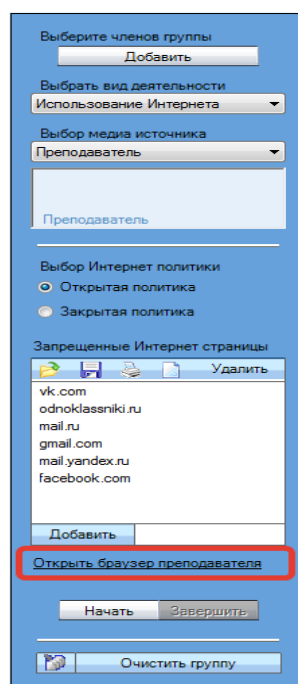 Выберите членов группы
Добавить
Выбрать вид деятельности
Использование Интернета
Выбор медиа источника
Преподаватель
Преподаватель
Выбор Интернет политики
Открытая политика
Закрытая политика
Запрещенные Интернет страницы
Удалить
vk.com
odnoklassniki.ru
mail.ru
gmail.com
mail.yandex.ru
facebook.com
Добавить
Открыть браузер преподавателя
Начать Завершить
Очистить группу